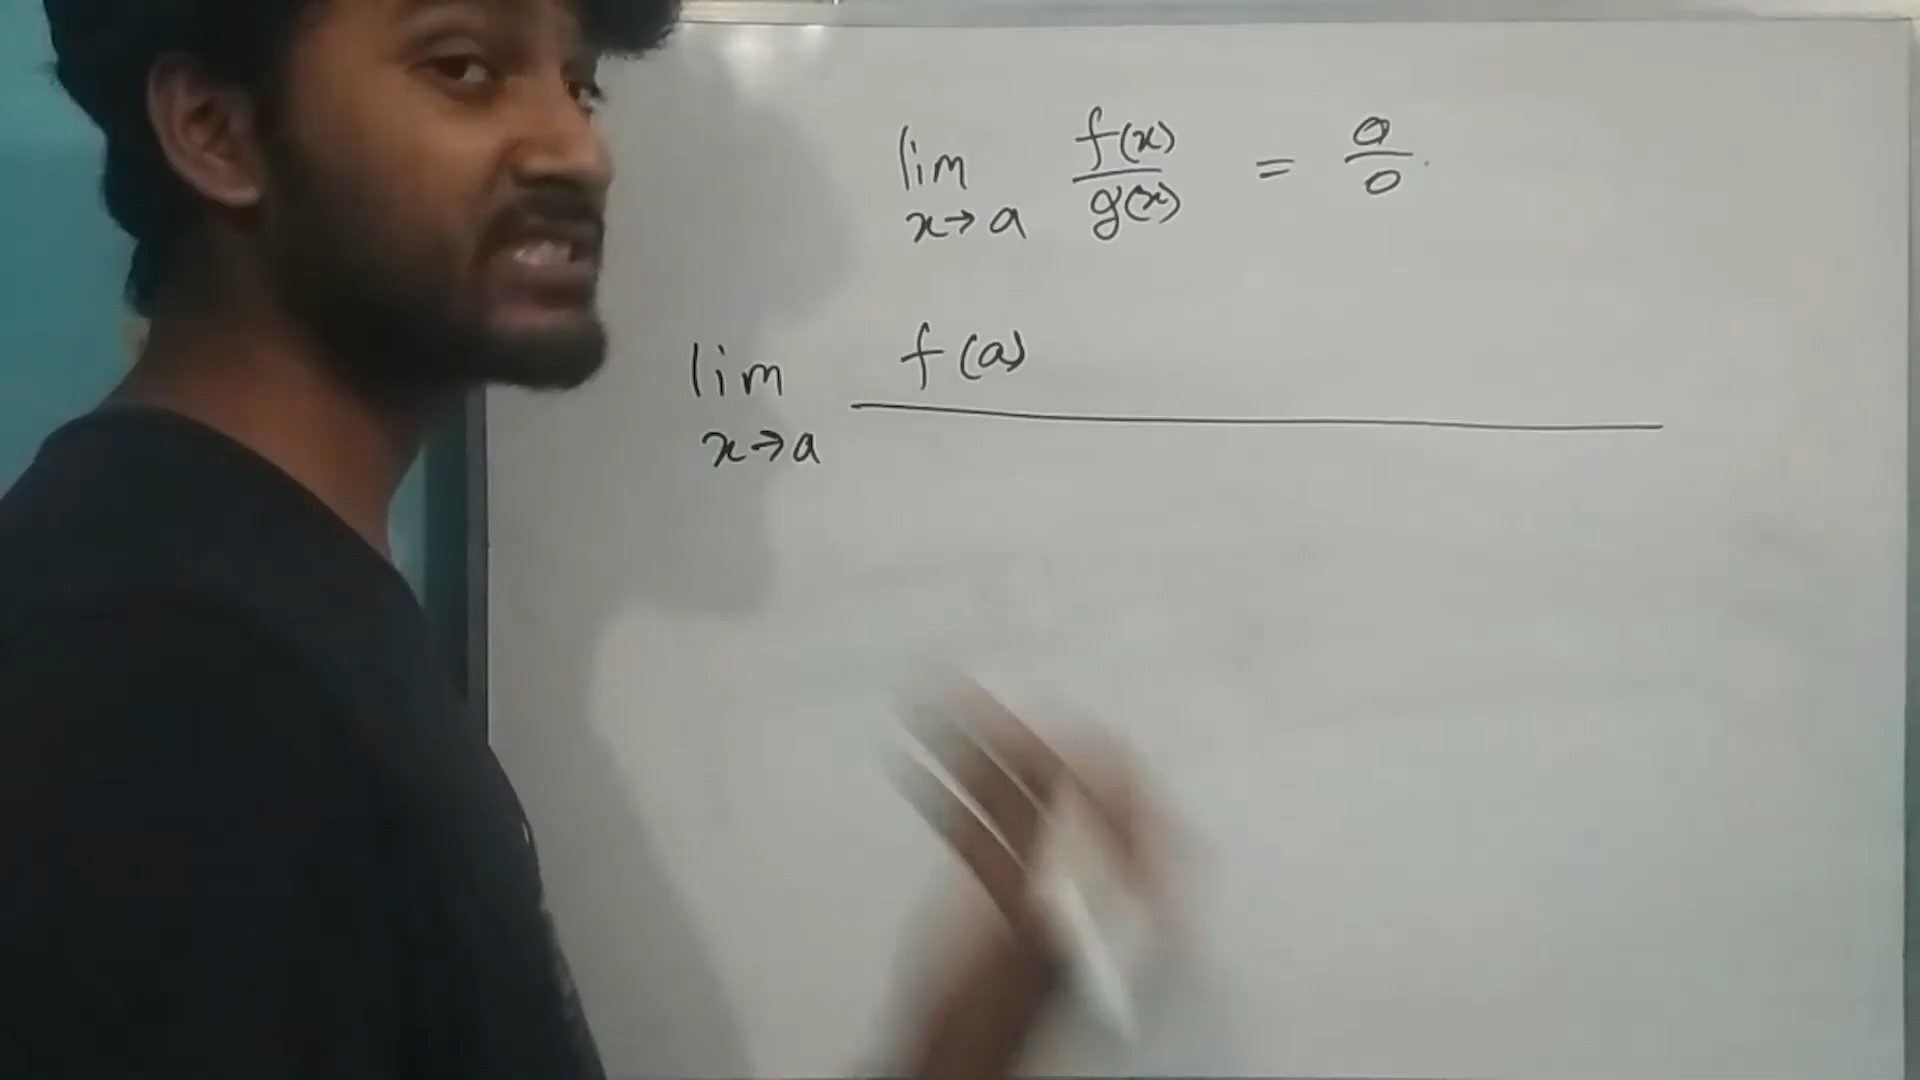 lim x→a f(x)/g(x) = 0/0
lim x→a f(a)